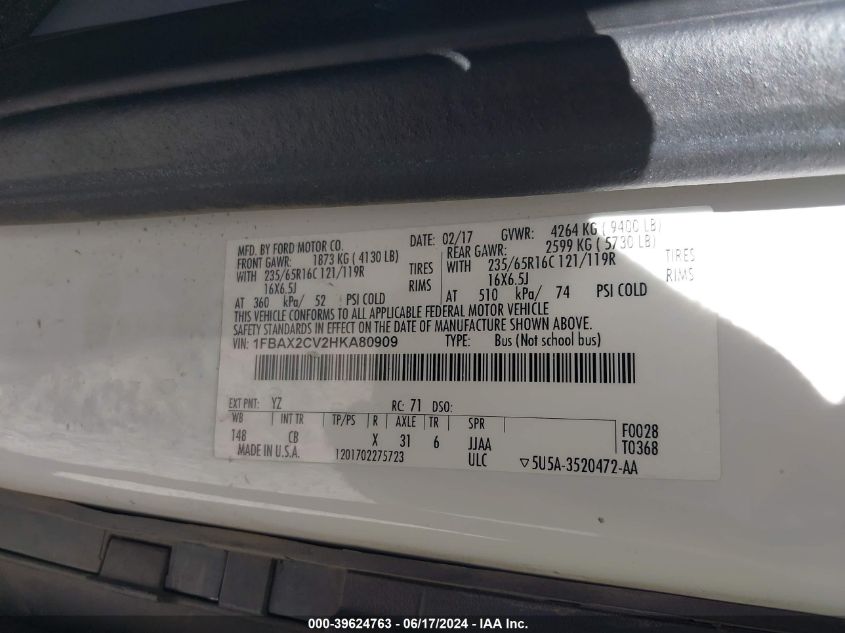 MFD. BY FORD MOTOR CO.
DATE: 02/17 GVWR: 4264 KG ( 9400 LB)
FRONT GAWR: 1873 KG ( 4130 LB) REAR GAWR: 2599 KG ( 5730 LB)
WITH 235/65R16C 121/119R TIRES WITH 235/65R16C 121/119R TIRES
16X6.5J RIMS 16X6.5J RIMS
AT 360 kPa/ 52 PSI COLD AT 510 kPa/ 74 PSI COLD
THIS VEHICLE CONFORMS TO ALL APPLICABLE FEDERAL MOTOR VEHICLE
SAFETY STANDARDS IN EFFECT ON THE DATE OF MANUFACTURE SHOWN ABOVE.
VIN: 1FBAX2CV2HKA80909 TYPE: Bus (Not school bus)
EXT PNT: YZ RC: 71 DSO:
WB INT TR TP/PS R AXLE TR SPR
148 CB X 31 6 JJAA F0028
MADE IN U.S.A. 1201702275723 ULC T0368
▽5U5A-3520472-AA
000-39624763 - 06/17/2024 - IAA Inc.